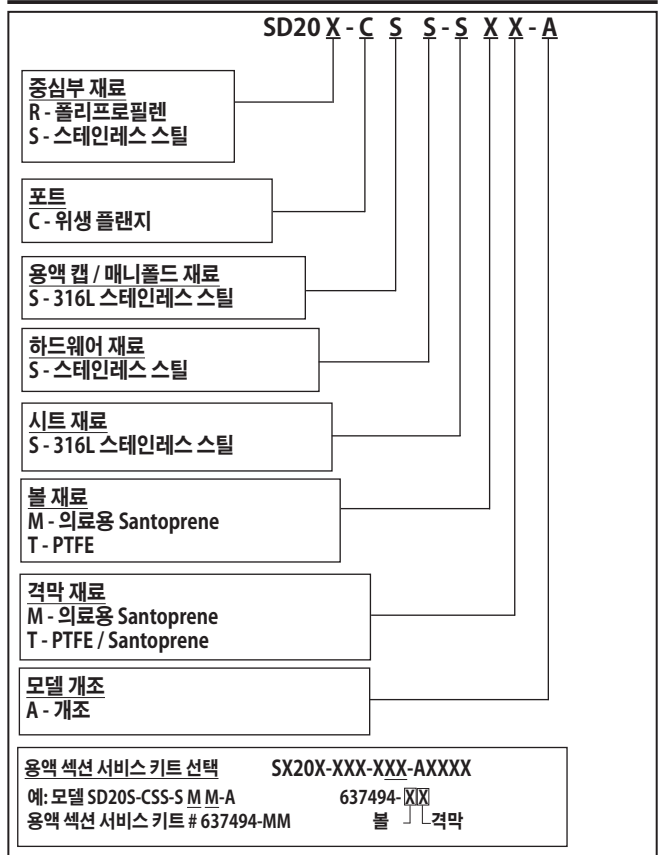 SD20 X - C S S - S X X - A
중심부 재료
R - 폴리프로필렌
S - 스테인레스 스틸
포트
C - 위생 플랜지
용액 캡 / 매니폴드 재료
S - 316L 스테인레스 스틸
하드웨어 재료
S - 스테인레스 스틸
시트 재료
S - 316L 스테인레스 스틸
볼 재료
M - 의료용 Santoprene
T - PTFE
격막 재료
M - 의료용 Santoprene
T - PTFE / Santoprene
모델 개조
A - 개조
용액 섹션 서비스 키트 선택 SX20X-XXX-XXX-AXXXX
예: 모델 SD20S-CSS-S M M-A 637494- XX
용액 섹션 서비스 키트 # 637494-MM 볼 격막